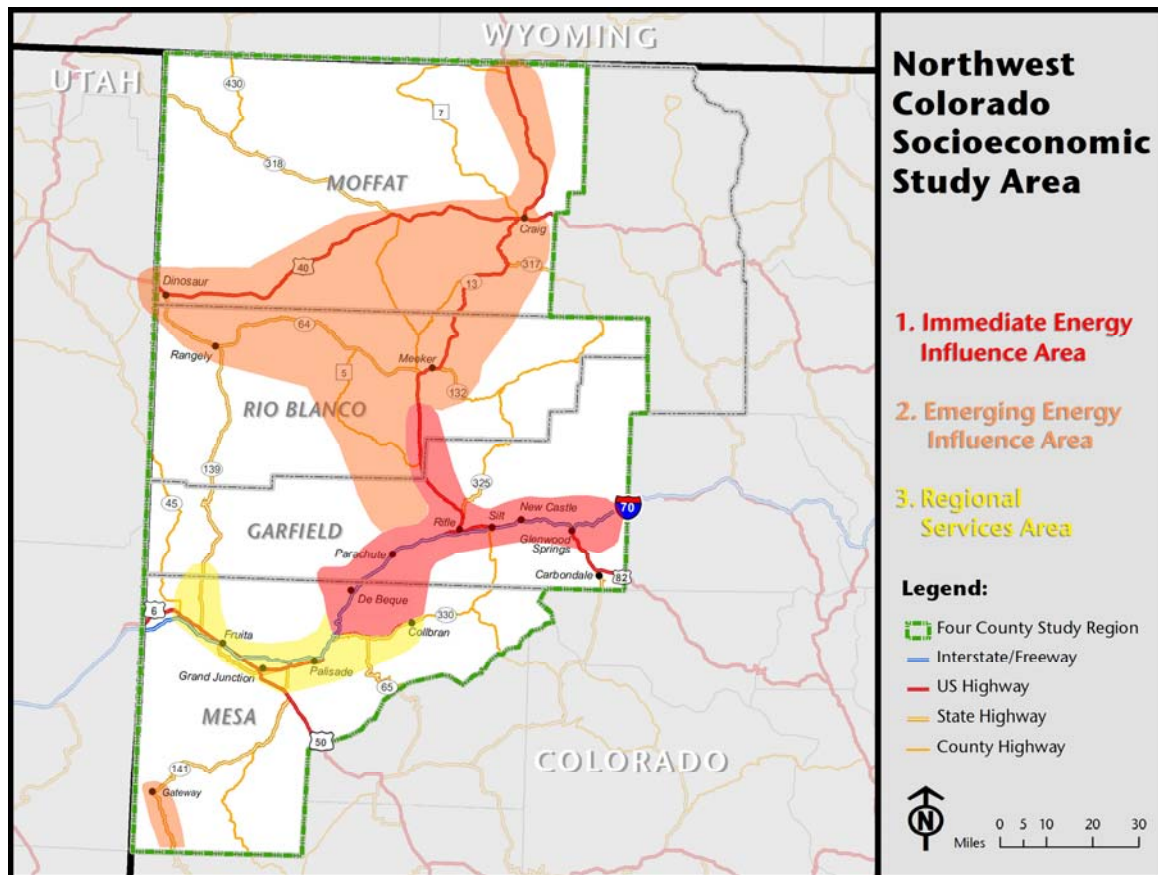 WYOMING
UTAH
430
7
318
MOFFAT
Craig
317
40
13
Dinosaur
64
Rangely
Meeker
5
132
RIO BLANCO
139
325
45
New Castle
70
Silt
Rifle
GARFIELD
Glenwood
Springs
Parachute
Carbondale
82
De Beque
6
330
Collbran
Fruita
Palisade
Grand Junction
65
MESA
50
COLORADO
141
Gateway
Northwest
Colorado
Socioeconomic
Study Area
1. Immediate Energy
Influence Area
2. Emerging Energy
Influence Area
3. Regional
Services Area
Legend:
Four County Study Region
Interstate/Freeway
US Highway
State Highway
County Highway
N
Miles
0 5 10 20 30